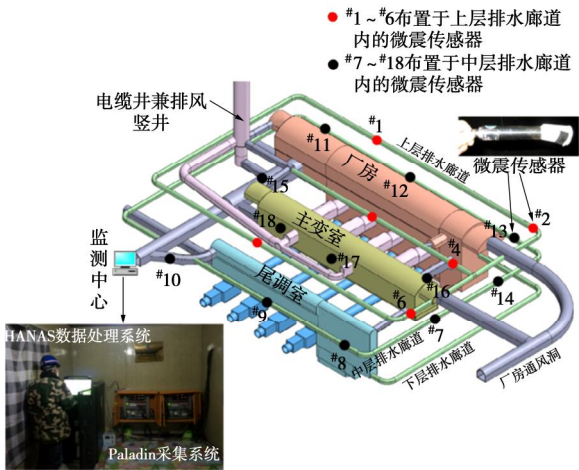 #1~#6布置于上层排水廊道
内的微震传感器
#7~#18布置于中层排水廊道
内的微震传感器
电缆井兼排风
竖井
#1
#11
上层排水廊道
厂房
微震传感器
#12
#15
#2
#13
主变室
#18
#4
#17
监测中心
#10
尾调室
#16
#14
#6
#9
#7
#8
中层排水廊道
下层排水廊道
厂房通风洞
HANAS数据处理系统
Paladin采集系统